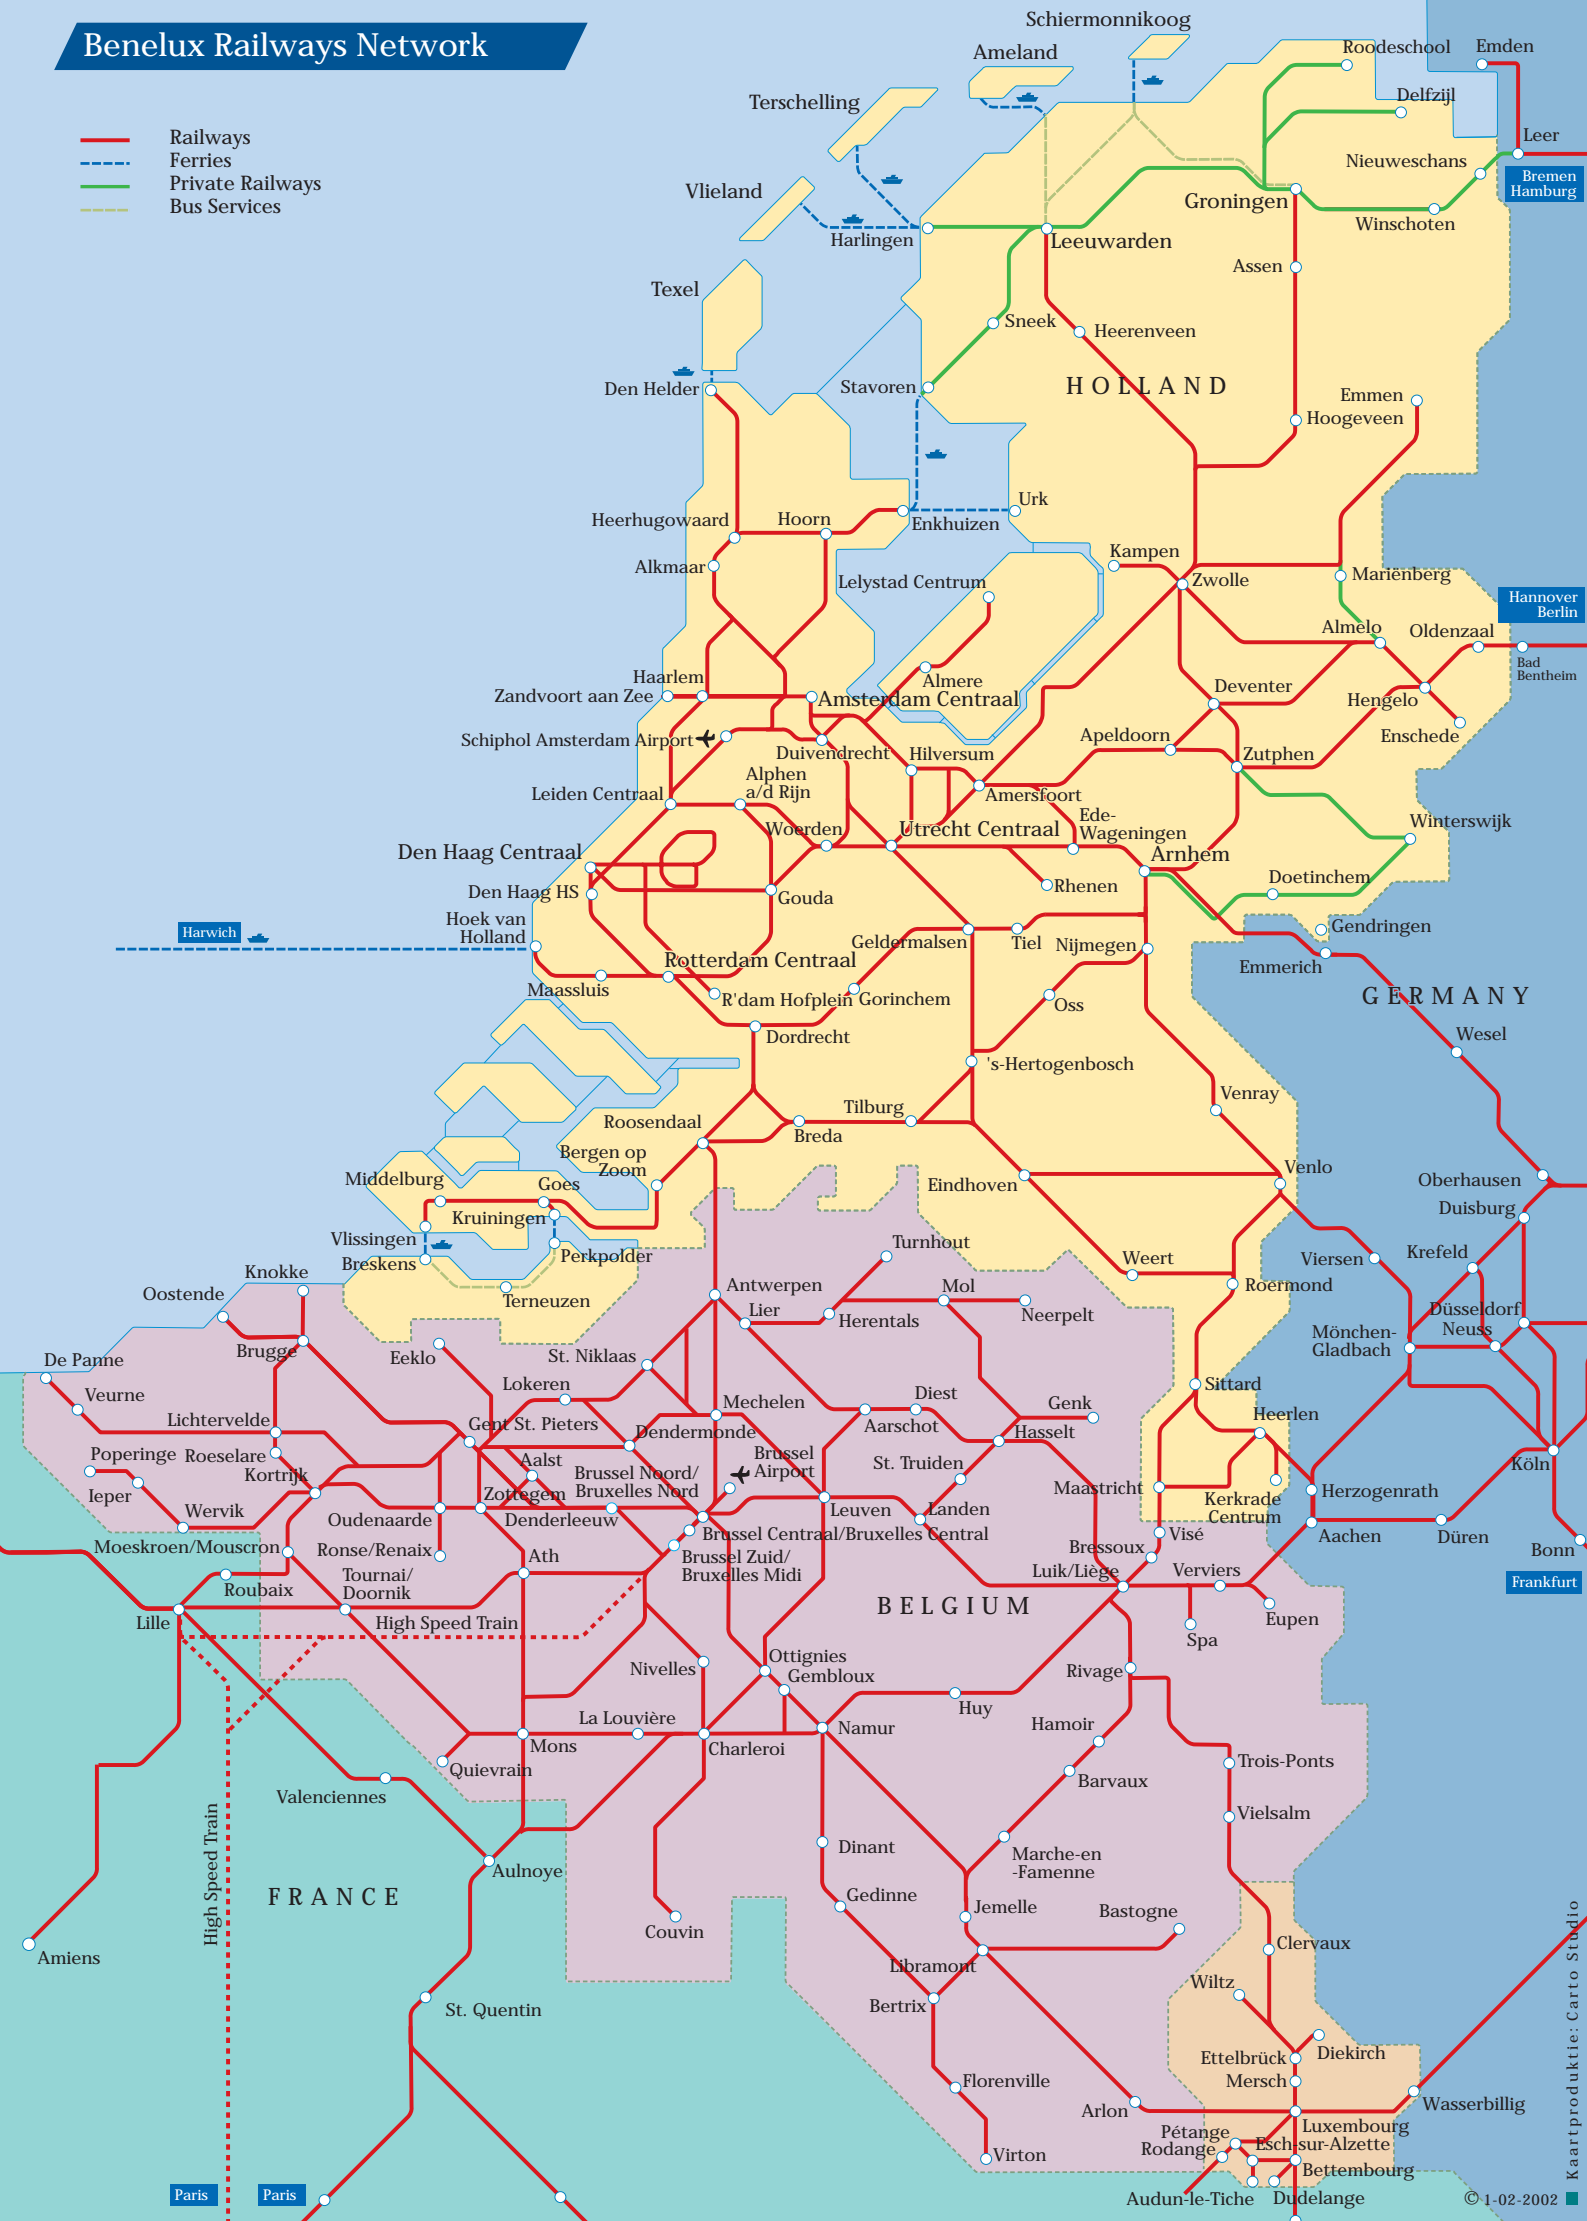 Benelux Railways Network
Railways
Ferries
Private Railways
Bus Services
Schiermonnikoog
Ameland
Terschelling
Vlieland
Texel
Roodeschool
Emden
Delfzijl
Leer
Nieuweschans
Bremen
Hamburg
Groningen
Winschoten
Harlingen
Leeuwarden
Assen
Sneek
Heerenveen
Den Helder
Stavoren
HOLLAND
Emmen
Hoogeveen
Urk
Heerhugowaard
Hoorn
Enkhuizen
Alkmaar
Kampen
Lelystad Centrum
Zwolle
Mariënberg
Hannover
Berlin
Almelo
Oldenzaal
Bad
Bentheim
Haarlem
Almere
Zandvoort aan Zee
Amsterdam Centraal
Deventer
Hengelo
Schiphol Amsterdam Airport
Duivendrecht
Hilversum
Apeldoorn
Enschede
Zutphen
Alphen
a/d Rijn
Leiden Centraal
Amersfoort
Ede-
Wageningen
Winterswijk
Woerden
Utrecht Centraal
Den Haag Centraal
Arnhem
Den Haag HS
Gouda
Rhenen
Doetinchem
Hoek van
Holland
Harwich
Geldermalsen
Tiel
Nijmegen
Gendringen
Emmerich
Rotterdam Centraal
Maassluis
R'dam Hofplein
Gorinchem
Oss
GERMANY
Dordrecht
Wesel
's-Hertogenbosch
Venray
Tilburg
Roosendaal
Breda
Bergen op
Zoom
Middelburg
Goes
Eindhoven
Venlo
Oberhausen
Duisburg
Kruiningen
Vlissingen
Breskens
Perkpolder
Terneuzen
Turnhout
Weert
Viersen
Krefeld
Roermond
Knokke
Oostende
Antwerpen
Mol
Neerpelt
Lier
Herentals
Düsseldorf
Neuss
Mönchen-
Gladbach
Brugge
De Panne
Eeklo
St. Niklaas
Veurne
Lokeren
Sittard
Diest
Genk
Lichtervelde
Gent St. Pieters
Mechelen
Aarschot
Heerlen
Dendermonde
Hasselt
Poperinge
Roeselare
Kortrijk
Aalst
Brussel
Airport
St. Truiden
Köln
Ieper
Brussel Noord/
Bruxelles Nord
Maastricht
Wervik
Zottegem
Kerkrade
Centrum
Herzogenrath
Oudenaarde
Denderleeuw
Leuven
Landen
Brussel Centraal/Bruxelles Central
Visé
Aachen
Düren
Moeskroen/Mouscron
Ronse/Renaix
Ath
Brussel Zuid/
Bruxelles Midi
Bressoux
Bonn
Roubaix
Tournai/
Doornik
Luik/Liège
Verviers
Frankfurt
Lille
High Speed Train
BELGIUM
Eupen
Spa
Nivelles
Ottignies
Gembloux
Rivage
Huy
La Louvière
Namur
Hamoir
Mons
Charleroi
Quievrain
Trois-Ponts
Barvaux
Valenciennes
Vielsalm
High Speed Train
Dinant
Marche-en
-Famenne
Aulnoye
FRANCE
Gedinne
Jemelle
Bastogne
Couvin
Amiens
Clervaux
Libramont
Wiltz
St. Quentin
Bertrix
Diekirch
Ettelbrück
Mersch
Florenville
Arlon
Wasserbillig
Luxembourg
Pétange
Rodange
Esch-sur-Alzette
Virton
Bettembourg
Paris
Paris
Audun-le-Tiche
Dudelange
© 1-02-2002
Kaartproduktie: Carto Studio